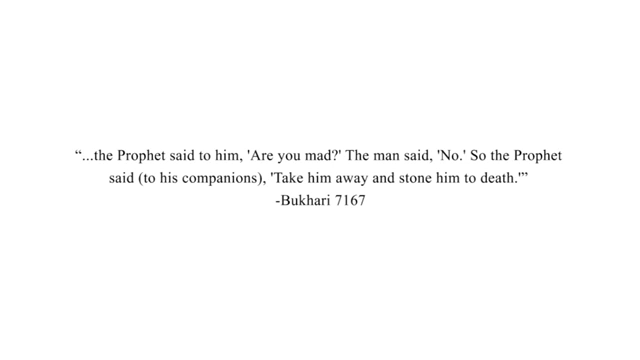 “...the Prophet said to him, 'Are you mad?' The man said, 'No.' So the Prophet
said (to his companions), 'Take him away and stone him to death.'”
-Bukhari 7167